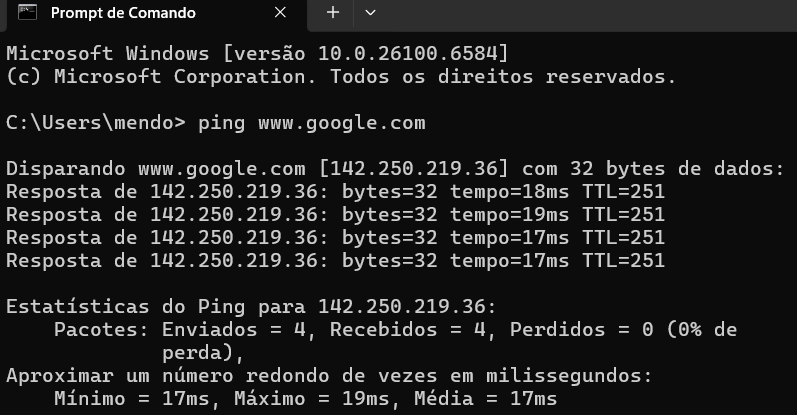 Prompt de Comando
Microsoft Windows [versão 10.0.26100.6584]
(c) Microsoft Corporation. Todos os direitos reservados.
C:\Users\mendo> ping www.google.com
Disparando www.google.com [142.250.219.36] com 32 bytes de dados:
Resposta de 142.250.219.36: bytes=32 tempo=18ms TTL=251
Resposta de 142.250.219.36: bytes=32 tempo=19ms TTL=251
Resposta de 142.250.219.36: bytes=32 tempo=17ms TTL=251
Resposta de 142.250.219.36: bytes=32 tempo=17ms TTL=251
Estatísticas do Ping para 142.250.219.36:
Pacotes: Enviados = 4, Recebidos = 4, Perdidos = 0 (0% de
perda),
Aproximar um número redondo de vezes em milissegundos:
Mínimo = 17ms, Máximo = 19ms, Média = 17ms